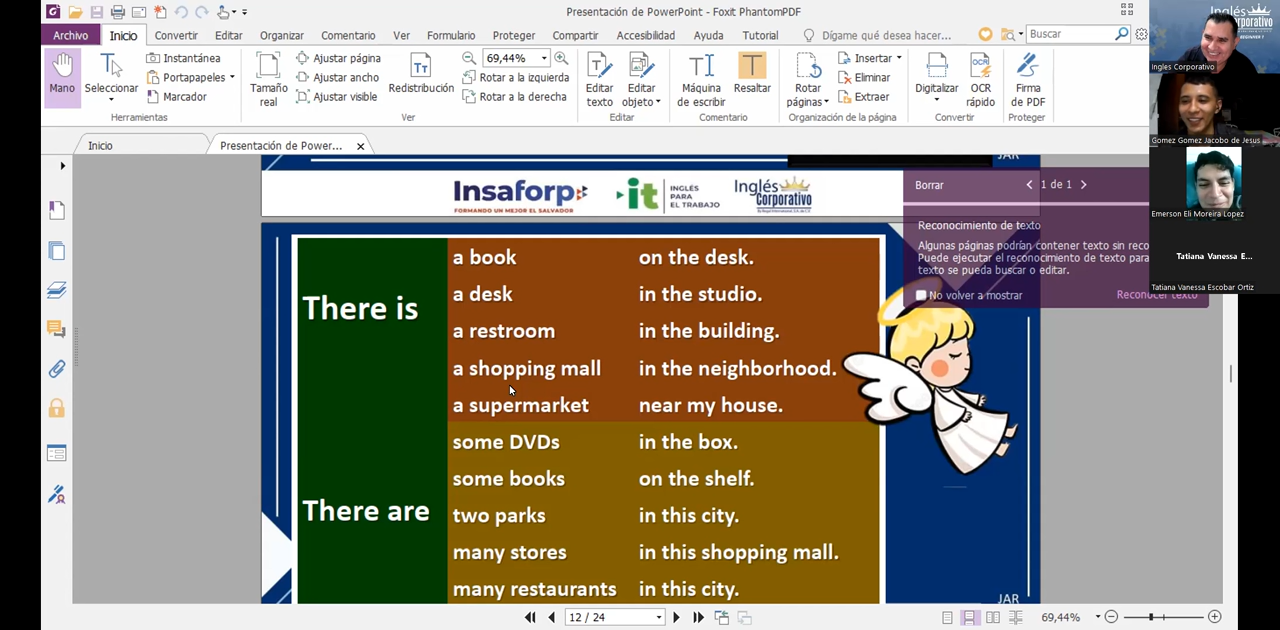 Presentación de PowerPoint - Foxit PhantomPDF
Archivo Inicio Convertir Editar Organizar Comentario Ver Formulario Proteger Compartir Accesibilidad Ayuda Tutorial Dígame qué desea hacer... Buscar
Mano
Seleccionar
Instantánea
Portapapeles
Marcador
Herramientas
Tamaño real
Ajustar página
Ajustar ancho
Ajustar visible
Redistribución
69,44%
Rotar a la izquierda
Rotar a la derecha
Ver
Editar texto
Editar objeto
Editar
Máquina de escribir
Resaltar
Comentario
Rotar páginas
Insertar
Eliminar
Extraer
Organización de la página
Digitalizar
OCR rápido
Convertir
Firma de PDF
Proteger
Inicio
Presentación de Power...
JAR
Insaforp
FORMANDO UN MEJOR EL SALVADOR
it
INGLÉS
PARA
EL TRABAJO
Inglés
Corporativo
Borrar
1 de 1
Reconocimiento de texto
Algunas páginas podrían contener texto sin reco
Puede ejecutar el reconocimiento de texto para
texto se pueda buscar o editar.
No volver a mostrar
Reconocer texto
There is
a book on the desk.
a desk in the studio.
a restroom in the building.
a shopping mall in the neighborhood.
a supermarket near my house.
There are
some DVDs in the box.
some books on the shelf.
two parks in this city.
many stores in this shopping mall.
many restaurants in this city.
JAR
12 / 24
69,44%
Inglés
Corporativo
Ingles Corporativo
Gomez Gomez Jacobo de Jesus
Emerson Eli Moreira Lopez
Tatiana Vanessa E...
Tatiana Vanessa Escobar Ortiz